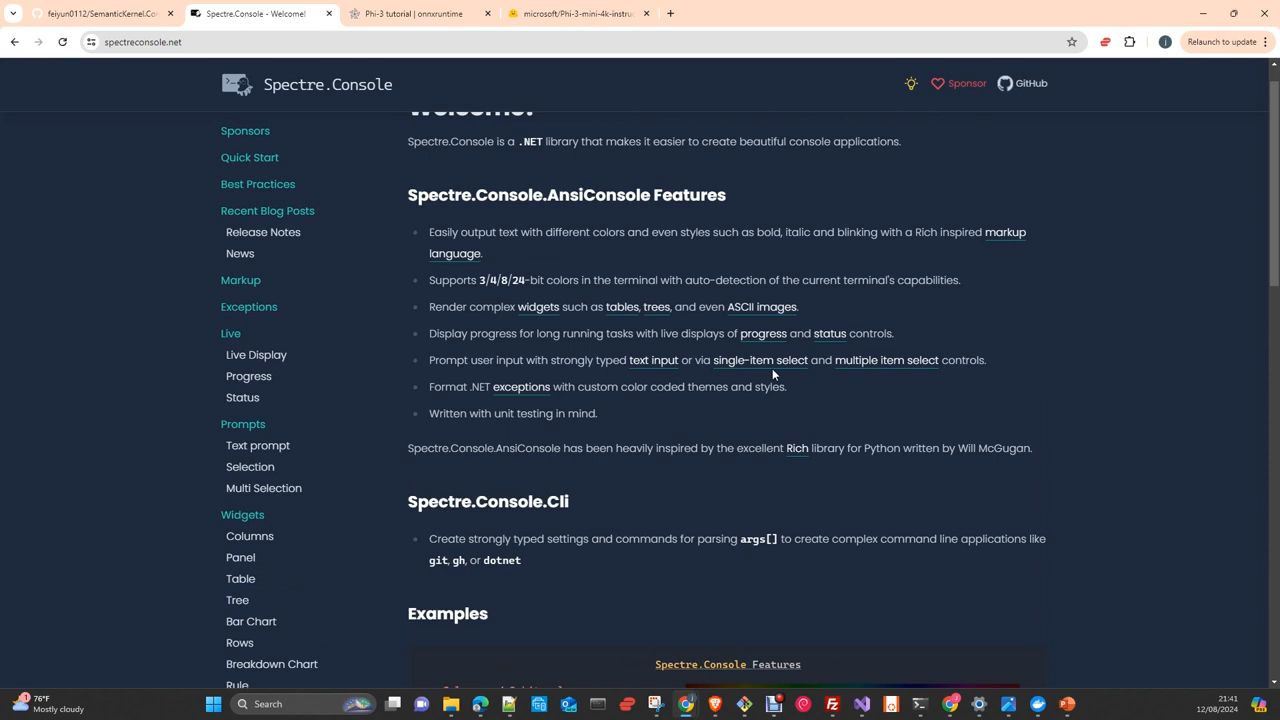 feiyun0112/SemanticKernel.Con
Spectre.Console - Welcome!
Phi-3 tutorial | onnxruntime
microsoft/Phi-3-mini-4k-instruc
spectreconsole.net
Relaunch to update
Spectre.Console
Sponsor
GitHub
Welcome!
Spectre.Console is a .NET library that makes it easier to create beautiful console applications.
Sponsors
Quick Start
Best Practices
Recent Blog Posts
Release Notes
News
Markup
Exceptions
Live
Live Display
Progress
Status
Prompts
Text prompt
Selection
Multi Selection
Widgets
Columns
Panel
Table
Tree
Bar Chart
Rows
Breakdown Chart
Rule
Spectre.Console.AnsiConsole Features
Easily output text with different colors and even styles such as bold, italic and blinking with a Rich inspired markup
language.
Supports 3/4/8/24-bit colors in the terminal with auto-detection of the current terminal's capabilities.
Render complex widgets such as tables, trees, and even ASCII images.
Display progress for long running tasks with live displays of progress and status controls.
Prompt user input with strongly typed text input or via single-item select and multiple item select controls.
Format .NET exceptions with custom color coded themes and styles.
Written with unit testing in mind.
Spectre.Console.AnsiConsole has been heavily inspired by the excellent Rich library for Python written by Will McGugan.
Spectre.Console.Cli
Create strongly typed settings and commands for parsing args[] to create complex command line applications like
git, gh, or dotnet
Examples
Spectre.Console Features
76°F
Mostly cloudy
Search
21:41
12/08/2024